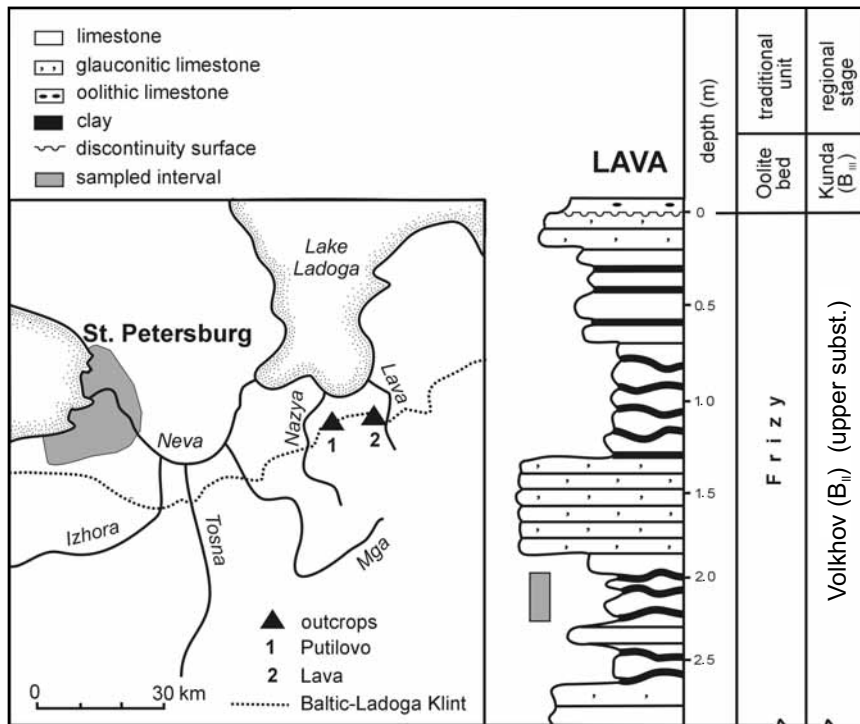 limestone
glauconitic limestone
oolithic limestone
clay
discontinuity surface
sampled interval
Lake
Ladoga
St. Petersburg
Neva
Nazya
Lava
1
2
Izhora
Tosna
Mga
outcrops
1 Putilovo
2 Lava
Baltic-Ladoga Klint
0 30 km
LAVA
depth (m)
traditional
unit
regional
stage
Oolite
bed
Kunda
(B III)
0
0.5
1.0
1.5
2.0
2.5
Frizy
Volkhov (B II) (upper subst.)